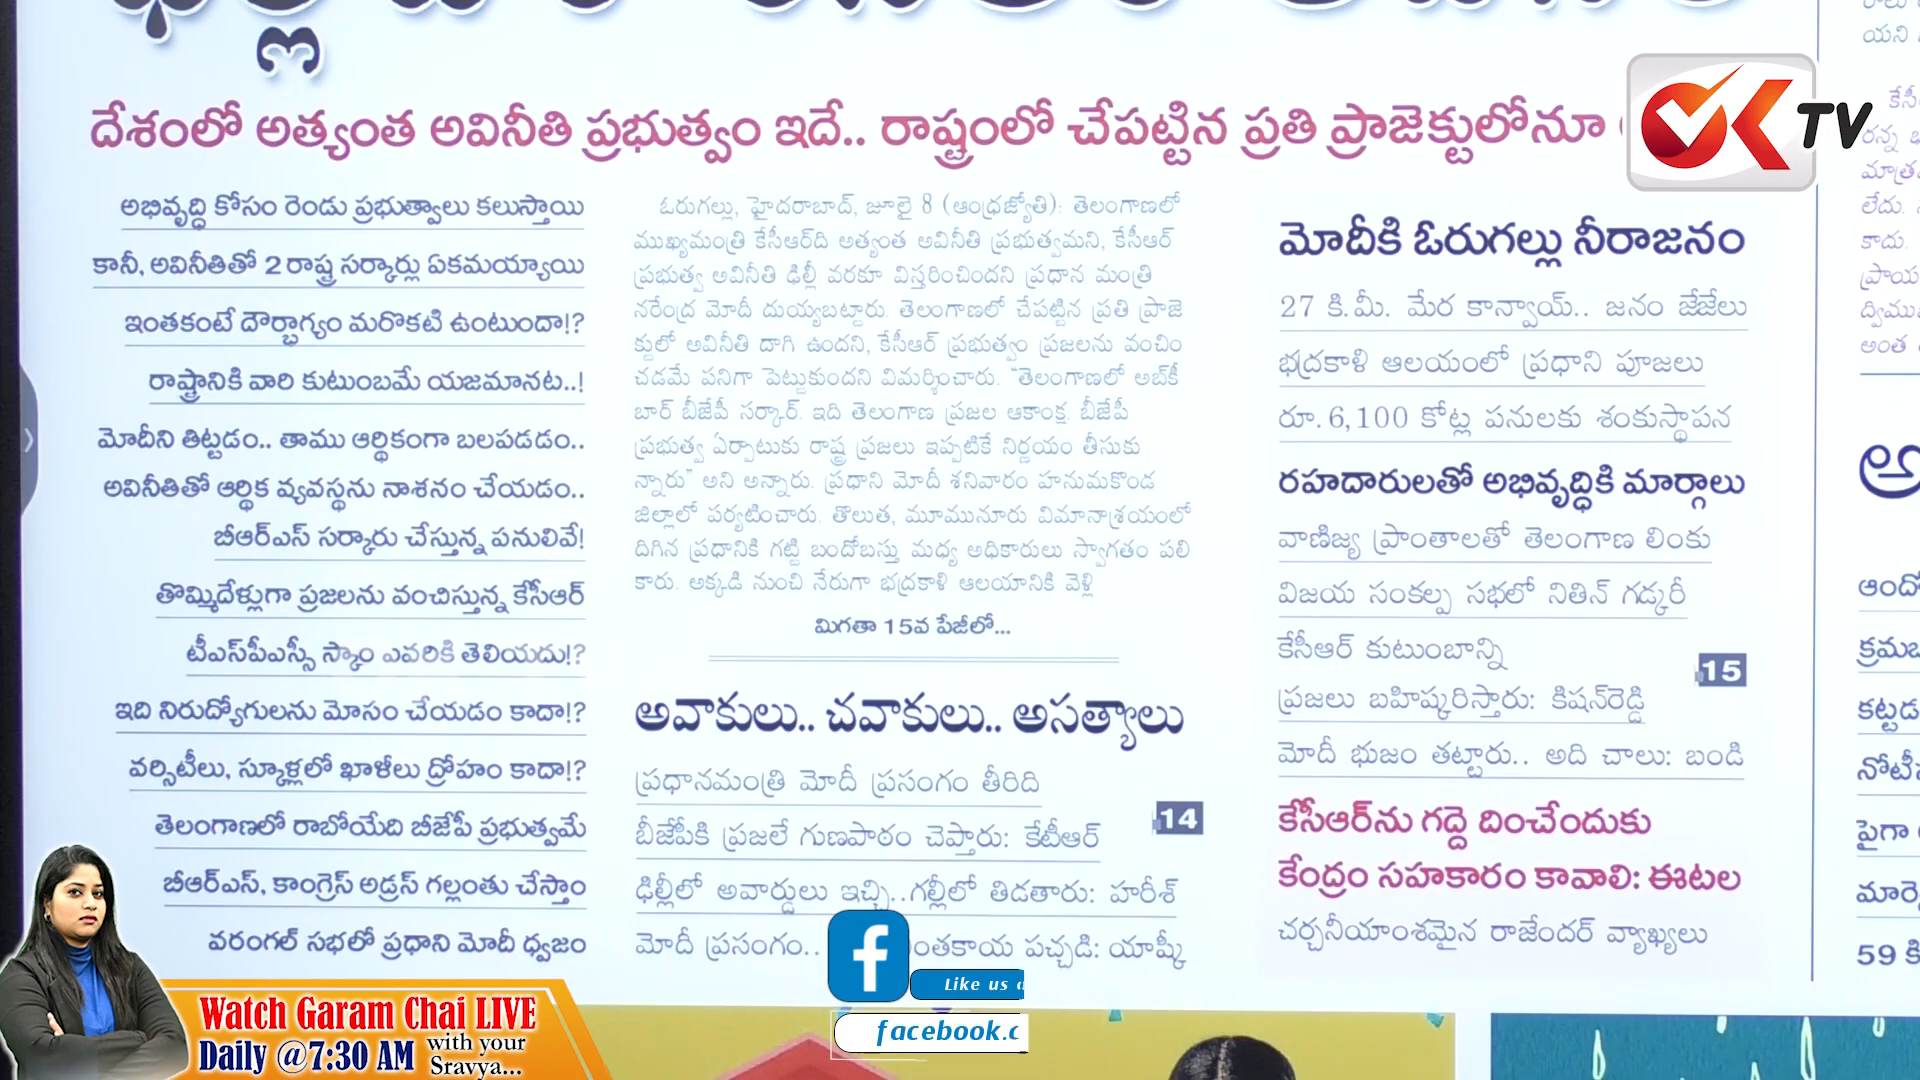 దేశంలో అత్యంత అవినీతి ప్రభుత్వం ఇదే.. రాష్ట్రంలో చేపట్టిన ప్రతి ప్రాజెక్టులోనూ
OK TV
అభివృద్ధి కోసం రెండు ప్రభుత్వాలు కలుస్తాయి
కానీ, అవినీతితో 2 రాష్ట్ర సర్కార్లు ఏకమయ్యాయి
ఇంతకంటే దౌర్భాగ్యం మరొకటి ఉంటుందా!?
రాష్ట్రానికి వారి కుటుంబమే యజమానట..!
మోదీని తిట్టడం.. తాము ఆర్థికంగా బలపడడం..
అవినీతితో ఆర్థిక వ్యవస్థను నాశనం చేయడం..
బీఆర్ఎస్ సర్కారు చేస్తున్న పనులివే!
తొమ్మిదేళ్లుగా ప్రజలను వంచిస్తున్న కేసీఆర్
టీఎస్‌పీఎస్సీ స్కాం ఎవరికి తెలియదు!?
ఇది నిరుద్యోగులను మోసం చేయడం కాదా!?
వర్సిటీలు, స్కూళ్లలో ఖాళీలు ద్రోహం కాదా!?
తెలంగాణలో రాబోయేది బీజేపీ ప్రభుత్వమే
బీఆర్ఎస్, కాంగ్రెస్ అడ్రస్ గల్లంతు చేస్తాం
వరంగల్ సభలో ప్రధాని మోదీ ధ్వజం
ఓరుగల్లు, హైదరాబాద్, జూలై 8 (ఆంధ్రజ్యోతి): తెలంగాణలో
ముఖ్యమంత్రి కేసీఆర్‌ది అత్యంత అవినీతి ప్రభుత్వమని, కేసీఆర్
ప్రభుత్వ అవినీతి ఢిల్లీ వరకూ విస్తరించిందని ప్రధాన మంత్రి
నరేంద్ర మోదీ దుయ్యబట్టారు. తెలంగాణలో చేపట్టిన ప్రతి ప్రాజె
క్టులో అవినీతి దాగి ఉందని, కేసీఆర్ ప్రభుత్వం ప్రజలను వంచిం
చడమే పనిగా పెట్టుకుందని విమర్శించారు. "తెలంగాణలో అబ్‌కీ
బార్ బీజేపీ సర్కార్. ఇది తెలంగాణ ప్రజల ఆకాంక్ష. బీజేపీ
ప్రభుత్వ ఏర్పాటుకు రాష్ట్ర ప్రజలు ఇప్పటికే నిర్ణయం తీసుకు
న్నారు" అని అన్నారు. ప్రధాని మోదీ శనివారం హనుమకొండ
జిల్లాలో పర్యటించారు. తొలుత, మామునూరు విమానాశ్రయంలో
దిగిన ప్రధానికి గట్టి బందోబస్తు మధ్య అధికారులు స్వాగతం పలి
కారు. అక్కడి నుంచి నేరుగా భద్రకాళి ఆలయానికి వెళ్లి
మిగతా 15వ పేజీలో...
అవాకులు.. చవాకులు.. అసత్యాలు
ప్రధానమంత్రి మోదీ ప్రసంగం తీరిది
బీజేపీకి ప్రజలే గుణపాఠం చెప్తారు: కేటీఆర్
14
ఢిల్లీలో అవార్డులు ఇచ్చి..గల్లీలో తిడతారు: హరీశ్
మోదీ ప్రసంగం.. ంతకాయ పచ్చడి: యాష్కీ
మోదీకి ఓరుగల్లు నీరాజనం
27 కి.మీ. మేర కాన్వాయ్.. జనం జేజేలు
భద్రకాళి ఆలయంలో ప్రధాని పూజలు
రూ.6,100 కోట్ల పనులకు శంకుస్థాపన
రహదారులతో అభివృద్ధికి మార్గాలు
వాణిజ్య ప్రాంతాలతో తెలంగాణ లింకు
విజయ సంకల్ప సభలో నితిన్ గడ్కరీ
కేసీఆర్ కుటుంబాన్ని
ప్రజలు బహిష్కరిస్తారు: కిషన్‌రెడ్డి
15
మోదీ భుజం తట్టారు.. అది చాలు: బండి
కేసీఆర్‌ను గద్దె దించేందుకు
కేంద్రం సహకారం కావాలి: ఈటల
చర్చనీయాంశమైన రాజేందర్ వ్యాఖ్యలు
59 కి
Like us
facebook.c
Watch Garam Chai LIVE
Daily @7:30 AM with your
Sravya...